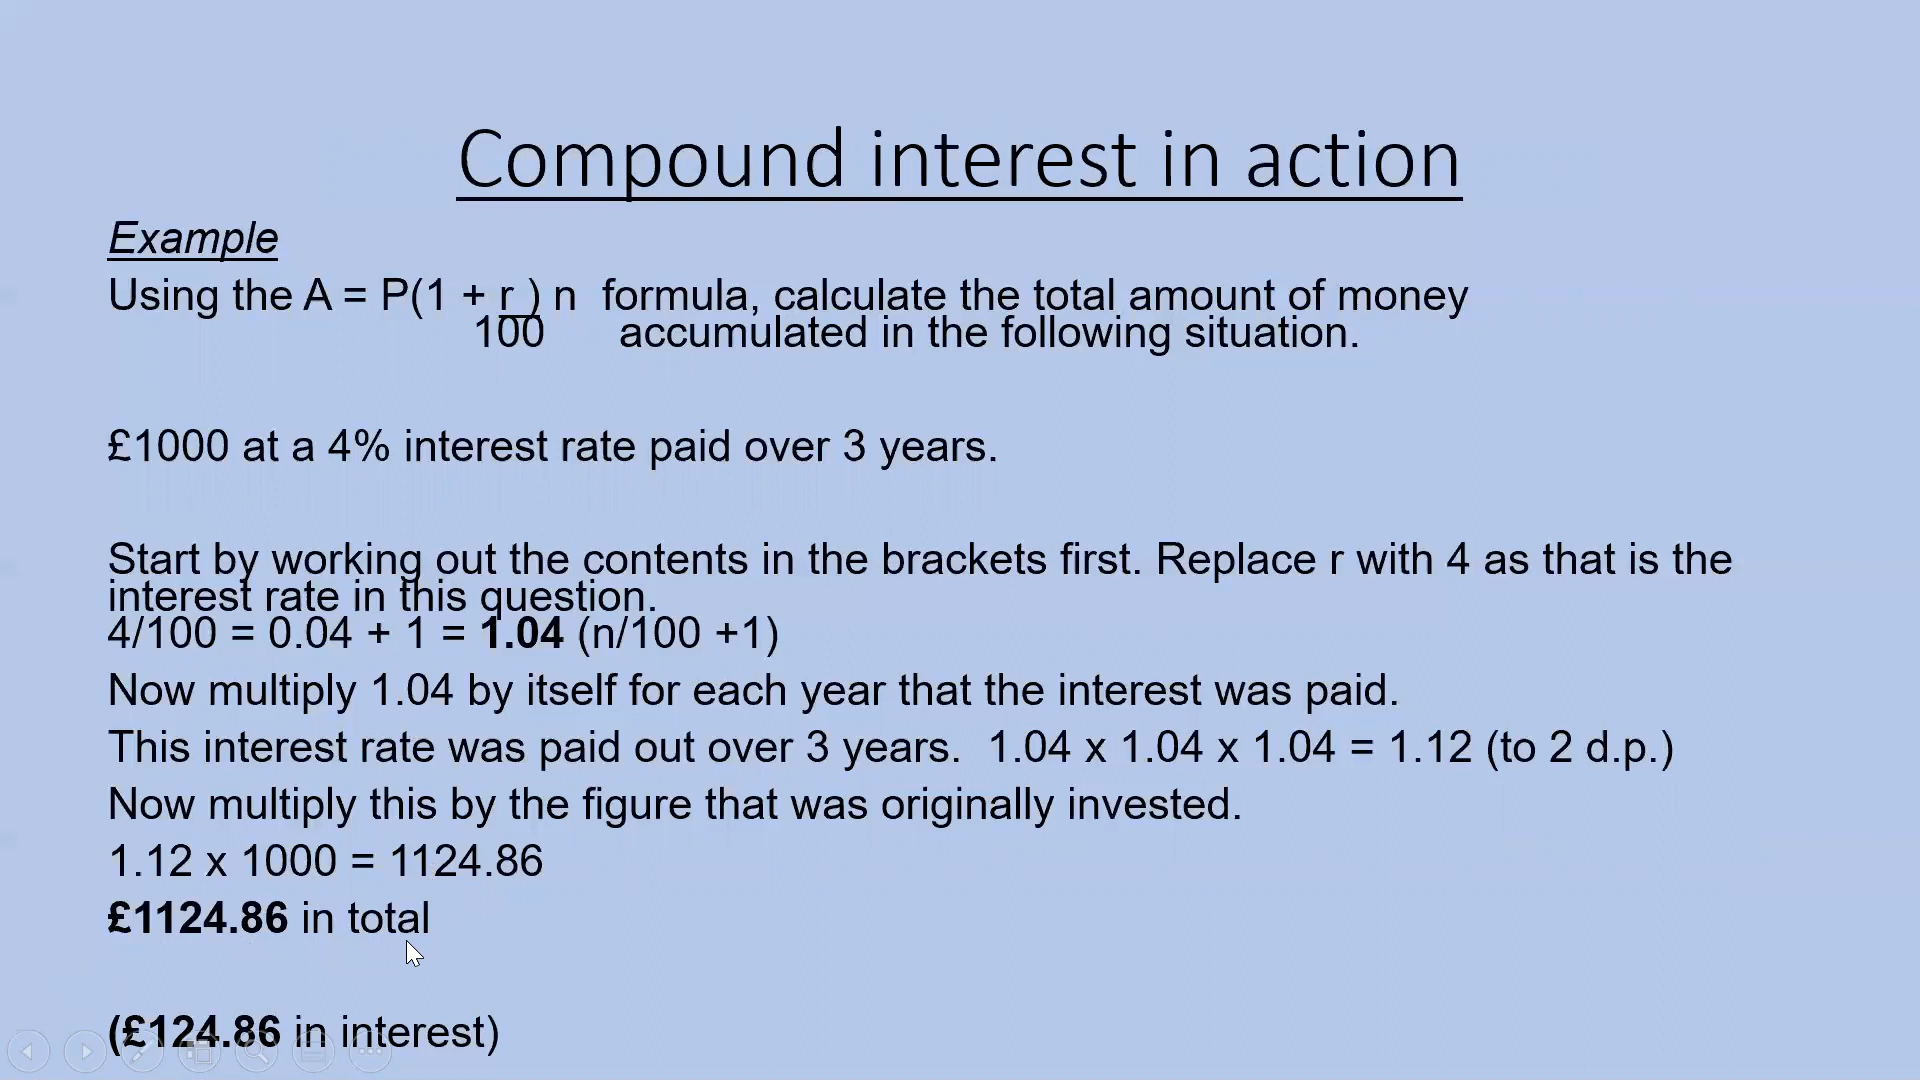 Compound interest in action
Example
Using the A = P(1 + r ) n formula, calculate the total amount of money
100 accumulated in the following situation.
£1000 at a 4% interest rate paid over 3 years.
Start by working out the contents in the brackets first. Replace r with 4 as that is the
interest rate in this question.
4/100 = 0.04 + 1 = 1.04 (n/100 +1)
Now multiply 1.04 by itself for each year that the interest was paid.
This interest rate was paid out over 3 years. 1.04 x 1.04 x 1.04 = 1.12 (to 2 d.p.)
Now multiply this by the figure that was originally invested.
1.12 x 1000 = 1124.86
£1124.86 in total
(£124.86 in interest)